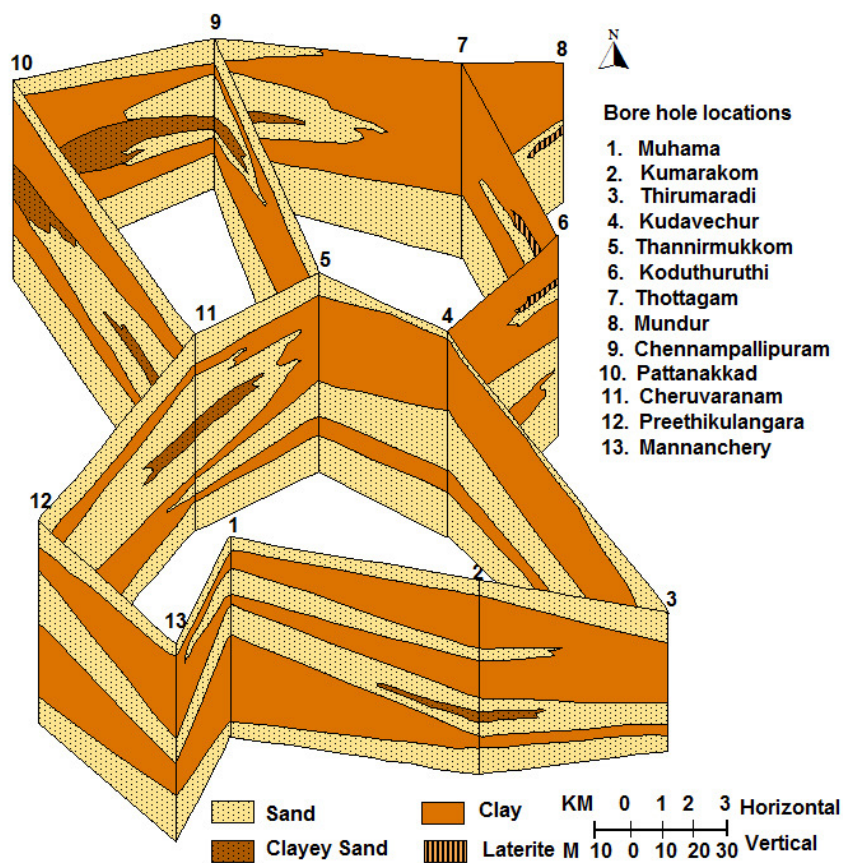 9
10
7
8
N
Bore hole locations
1. Muhama
2. Kumarakom
3. Thirumaradi
4. Kudavechur
5. Thannirmukkom
6. Koduthuruthi
7. Thottagam
8. Mundur
9. Chennampallipuram
10. Pattanakkad
11. Cheruvaranam
12. Preethikulangara
13. Mannanchery
6
5
11
4
12
1
13
2
3
Sand
Clay
Clayey Sand
Laterite
KM 0 1 2 3 Horizontal
M 10 0 10 20 30 Vertical